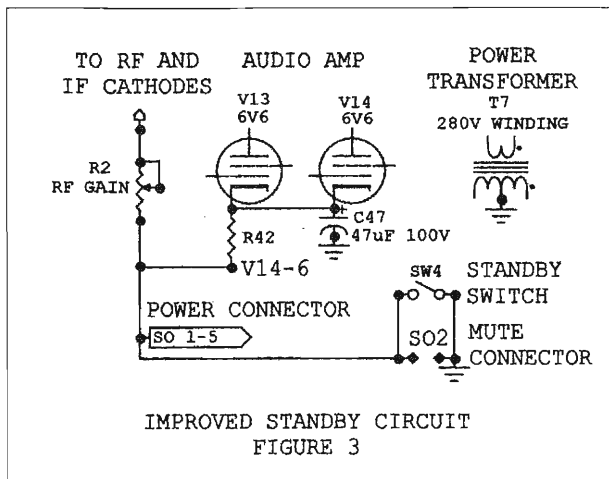 TO RF AND
IF CATHODES
AUDIO AMP
POWER
TRANSFORMER
T7
280V WINDING
V13
6V6
V14
6V6
R2
RF GAIN
+
C47
47uF 100V
R42
V14-6
SW4
STANDBY
SWITCH
POWER CONNECTOR
SO 1-5
SO2
MUTE
CONNECTOR
IMPROVED STANDBY CIRCUIT
FIGURE 3